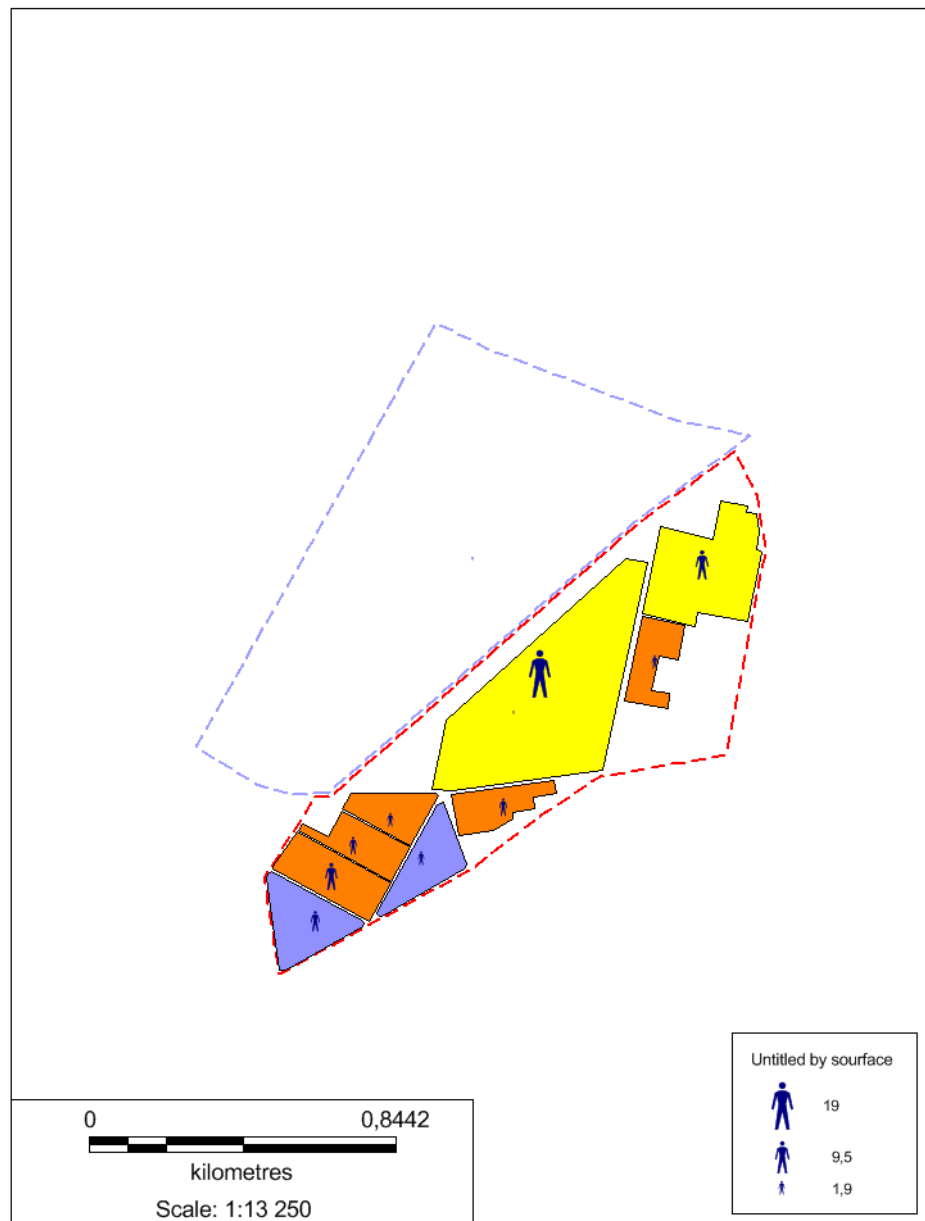 0 0,8442
kilometres
Scale: 1:13 250
Untitled by sourface
19
9,5
1,9